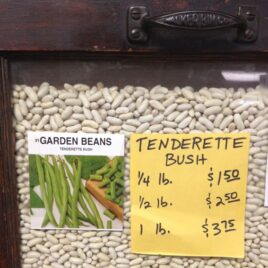 GARDEN BEANS
TENDERETTE BUSH
TENDERETTE
BUSH
1/4 lb. $1.50
1/2 lb. $2.50
1 lb. $3.75